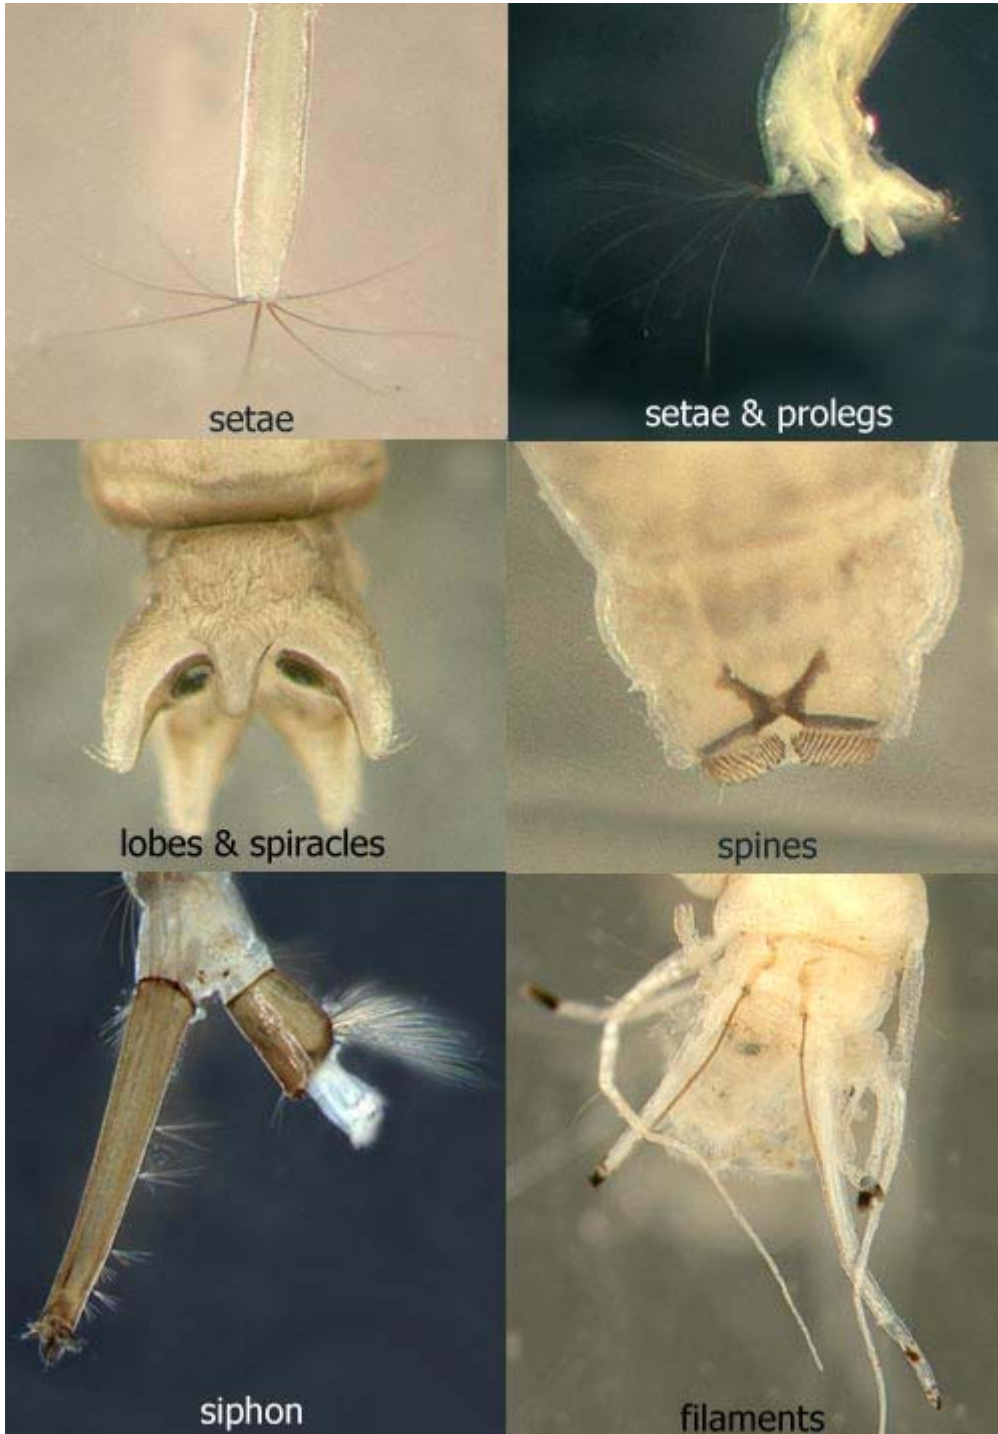 setae
setae & prolegs
lobes & spiracles
spines
siphon
filaments